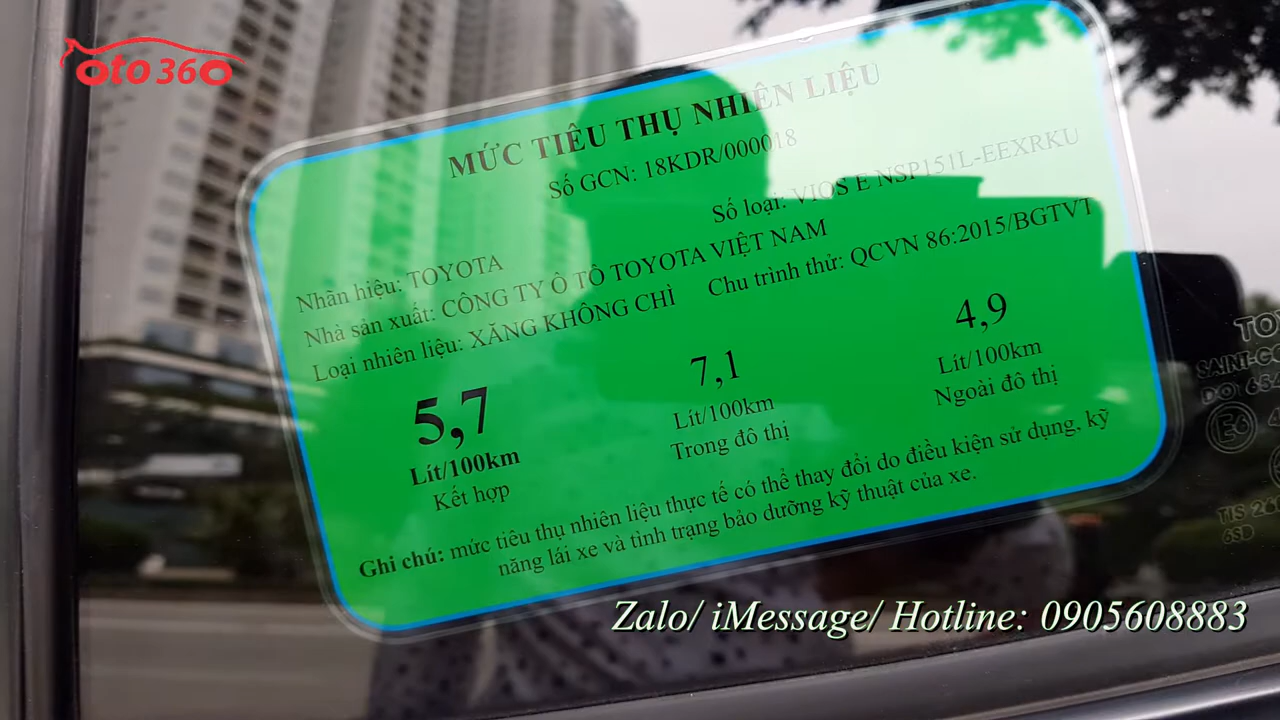 oto360
MỨC TIÊU THỤ NHIÊN LIỆU
Số GCN: 18KDR/000018
Nhãn hiệu: TOYOTA
Số loại: VIOS E NSP151L-EEXRKU
Nhà sản xuất: CÔNG TY Ô TÔ TOYOTA VIỆT NAM
Loại nhiên liệu: XĂNG KHÔNG CHÌ
Chu trình thử: QCVN 86:2015/BGTVT
5,7
Lít/100km
Kết hợp
7,1
Lít/100km
Trong đô thị
4,9
Lít/100km
Ngoài đô thị
Ghi chú: mức tiêu thụ nhiên liệu thực tế có thể thay đổi do điều kiện sử dụng, kỹ
năng lái xe và tình trạng bảo dưỡng kỹ thuật của xe.
Zalo/ iMessage/ Hotline: 0905608883
E6
6SD